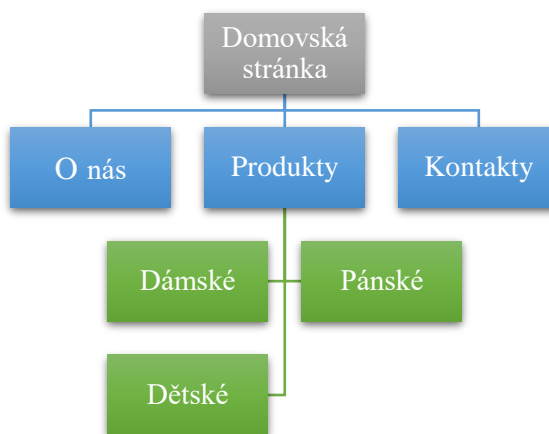 Domovská
stránka
O nás
Produkty
Kontakty
Dámské
Pánské
Dětské